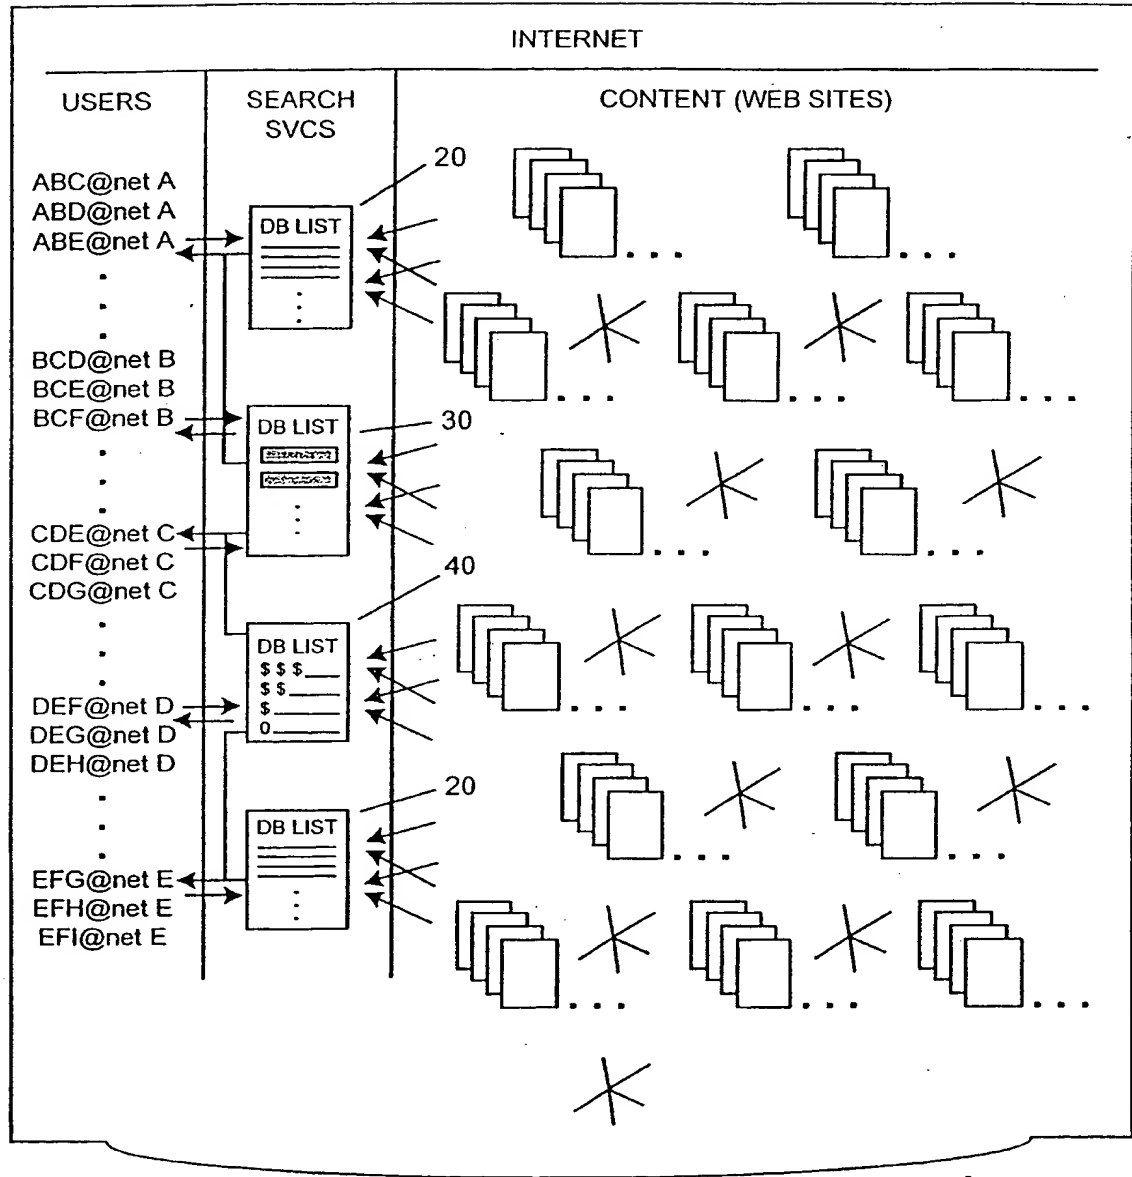 INTERNET
USERS
SEARCH
SVCS
CONTENT (WEB SITES)
ABC@net A
ABD@net A
ABE@net A
BCD@net B
BCE@net B
BCF@net B
CDE@net C
CDF@net C
CDG@net C
DEF@net D
DEG@net D
DEH@net D
EFG@net E
EFH@net E
EFI@net E
20
DB LIST
30
DB LIST
40
DB LIST
$ $ $
$ $
$
0
20
DB LIST